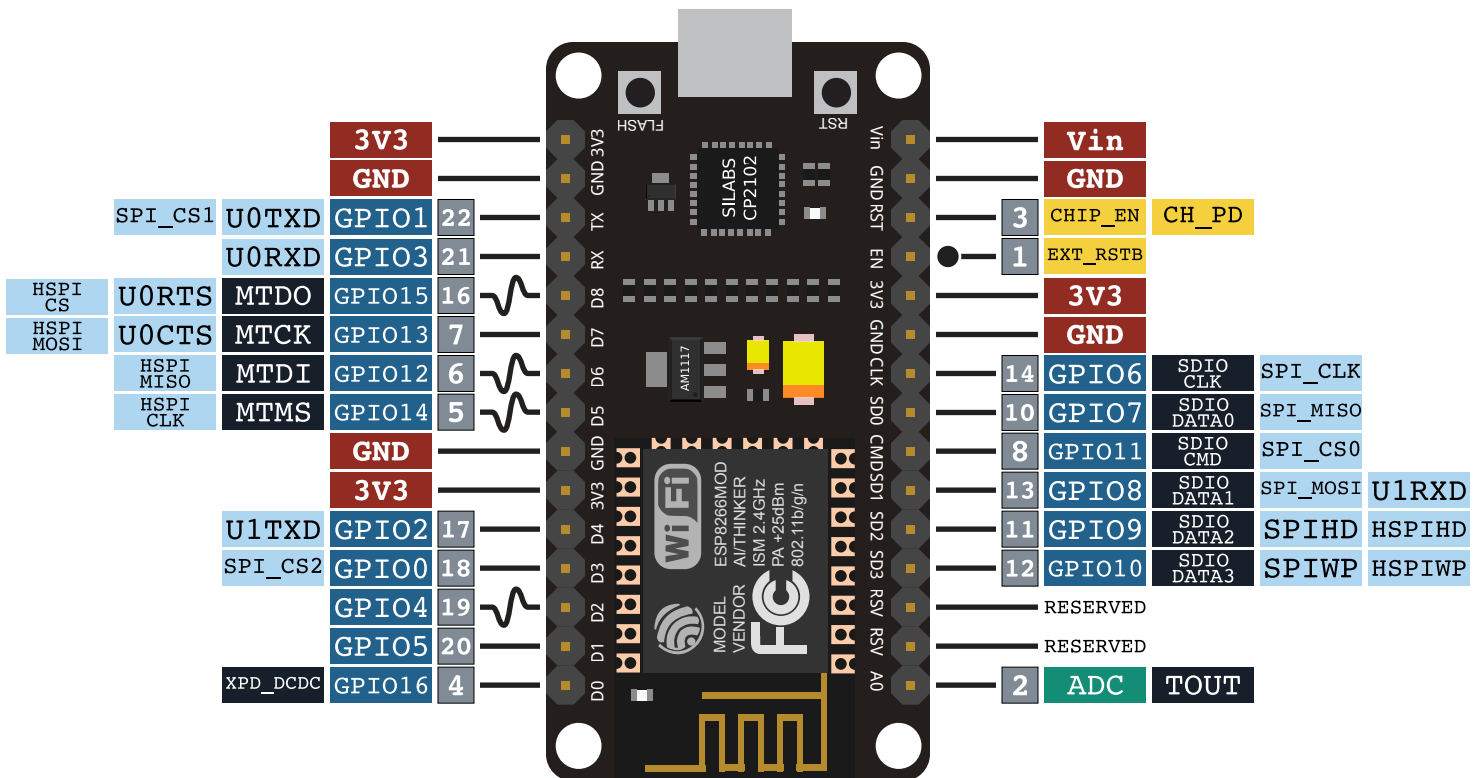 FLASH
RST
3V3 3V3 Vin Vin
GND GND GND GND
SPI_CS1 U0TXD GPIO1 22 TX RST 3 CHIP_EN CH_PD
U0RXD GPIO3 21 RX EN 1 EXT_RSTB
HSPI CS U0RTS MTDO GPIO15 16 D8 3V3 3V3
HSPI MOSI U0CTS MTCK GPIO13 7 D7 GND GND
HSPI MISO MTDI GPIO12 6 D6 CLK 14 GPIO6 SDIO CLK SPI_CLK
HSPI CLK MTMS GPIO14 5 D5 SD0 10 GPIO7 SDIO DATA0 SPI_MISO
GND GND CMD 8 GPIO11 SDIO CMD SPI_CS0
3V3 3V3 SD1 13 GPIO8 SDIO DATA1 SPI_MOSI U1RXD
U1TXD GPIO2 17 D4 SD2 11 GPIO9 SDIO DATA2 SPIHD HSPIHD
SPI_CS2 GPIO0 18 D3 SD3 12 GPIO10 SDIO DATA3 SPIWP HSPIWP
GPIO4 19 D2 RSV RESERVED
GPIO5 20 D1 RSV RESERVED
XPD_DCDC GPIO16 4 D0 A0 2 ADC TOUT
SILABS
CP2102
AM1117
Wi Fi
ESP8266MOD
AI/THINKER
ISM 2.4GHz
PA +25dBm
802.11b/g/n
MODEL
VENDOR
FC